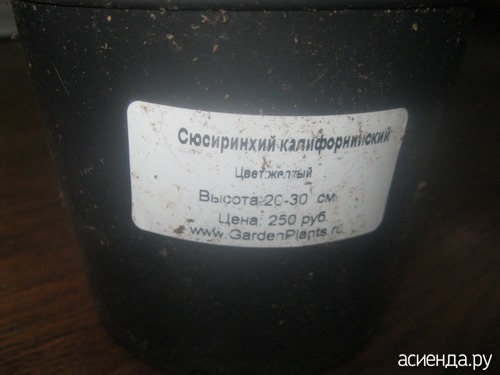 Сюсиринхий калифорнийский
Цвет:желтый
Высота:20-30 см
Цена: 250 руб.
www.GardenPlants.ru
асиенда.ру